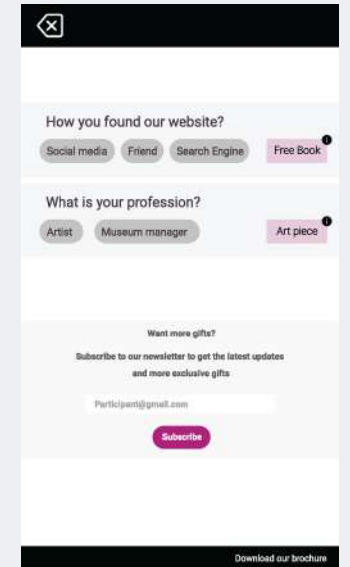 How you found our website?
Social media Friend Search Engine Free Book
What is your profession?
Artist Museum manager Art piece
Want more gifts?
Subscribe to our newsletter to get the latest updates
and more exclusive gifts
Participant@gmail.com
Subscribe
Download our brochure